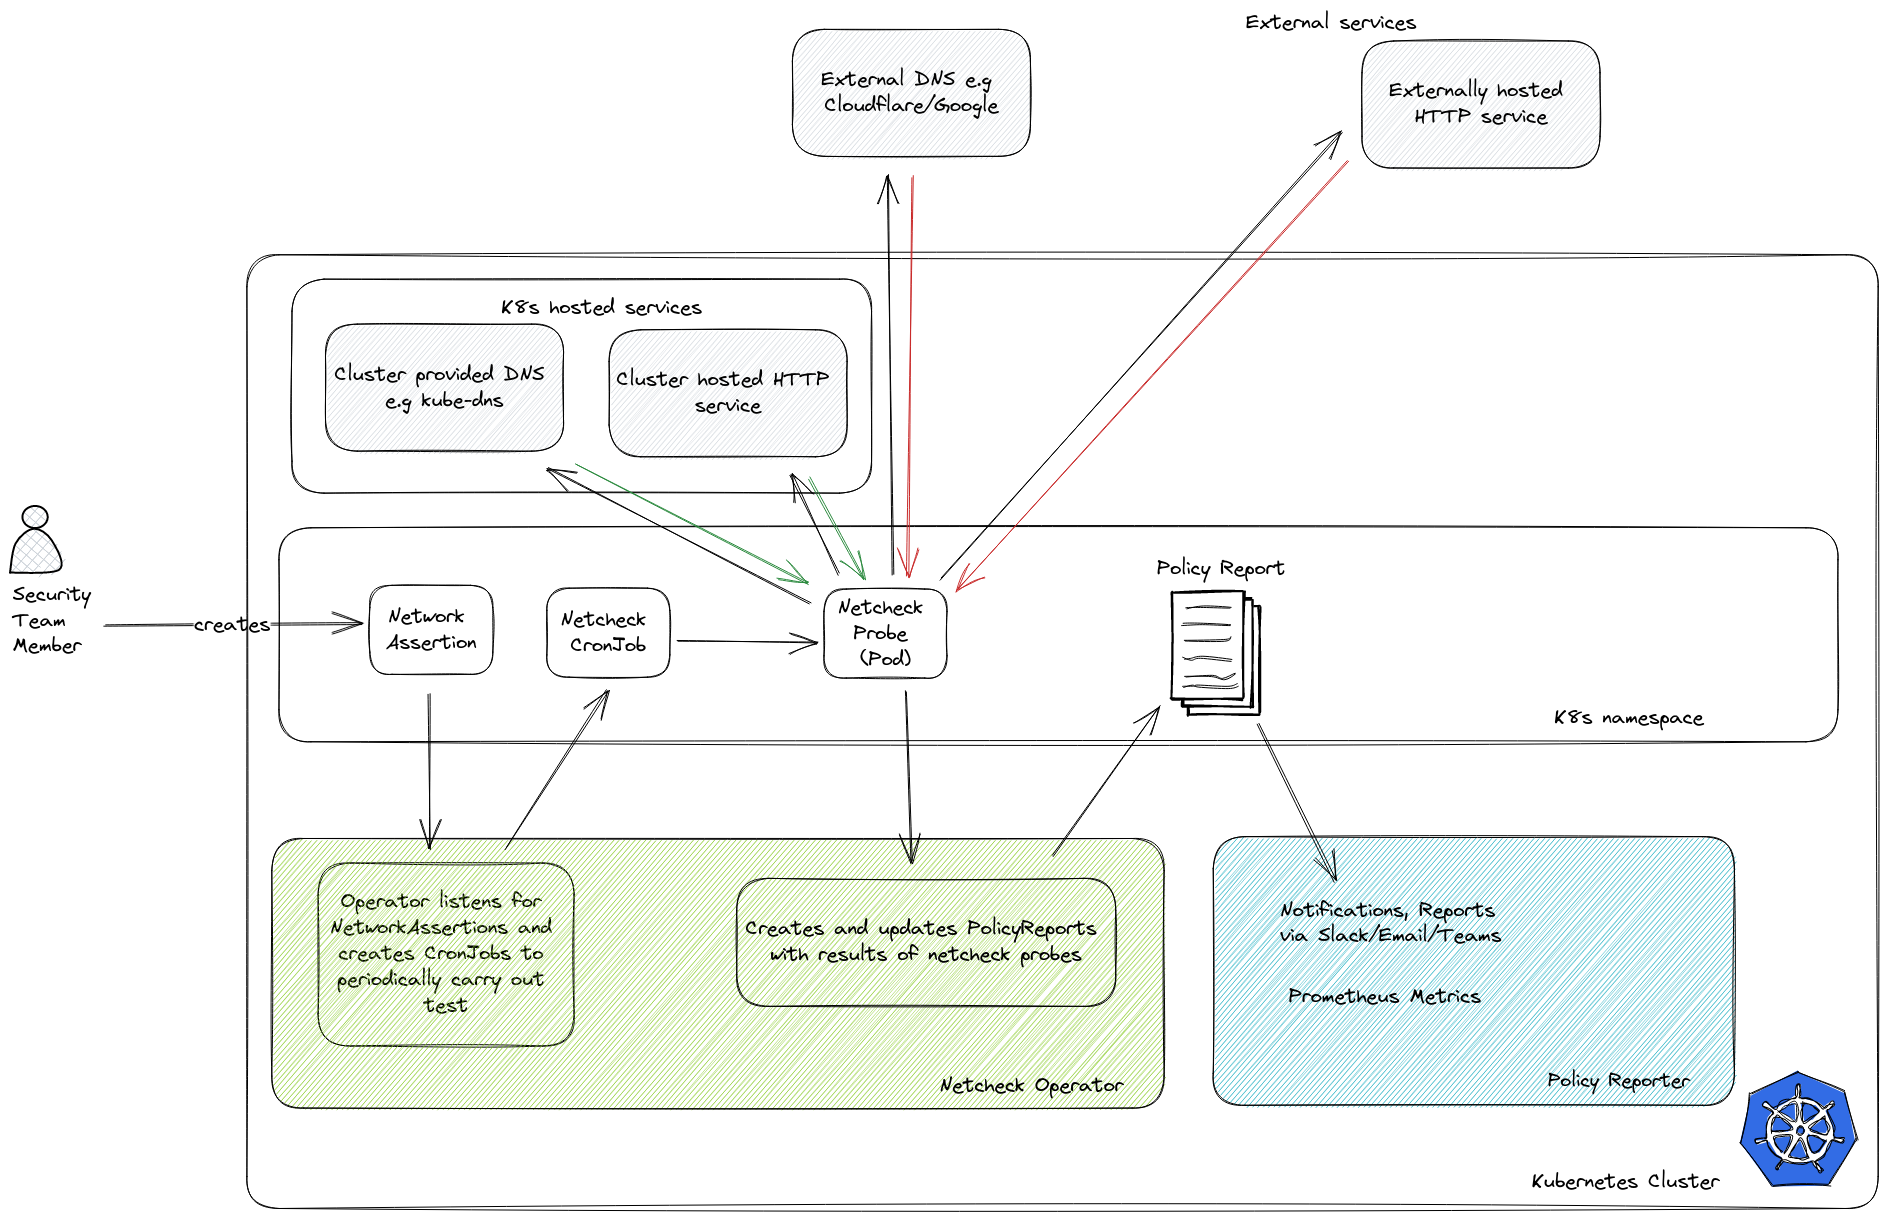 External services
External DNS e.g
Cloudflare/Google
Externally hosted
HTTP service
K8s hosted services
Cluster provided DNS
e.g kube-dns
Cluster hosted HTTP
service
Security
Team
Member
creates
Network
Assertion
Netcheck
CronJob
Netcheck
Probe
(Pod)
Policy Report
K8s namespace
Operator listens for
NetworkAssertions and
creates CronJobs to
periodically carry out
test
Creates and updates PolicyReports
with results of netcheck probes
Netcheck Operator
Notifications, Reports
via Slack/Email/Teams
Prometheus Metrics
Policy Reporter
Kubernetes Cluster